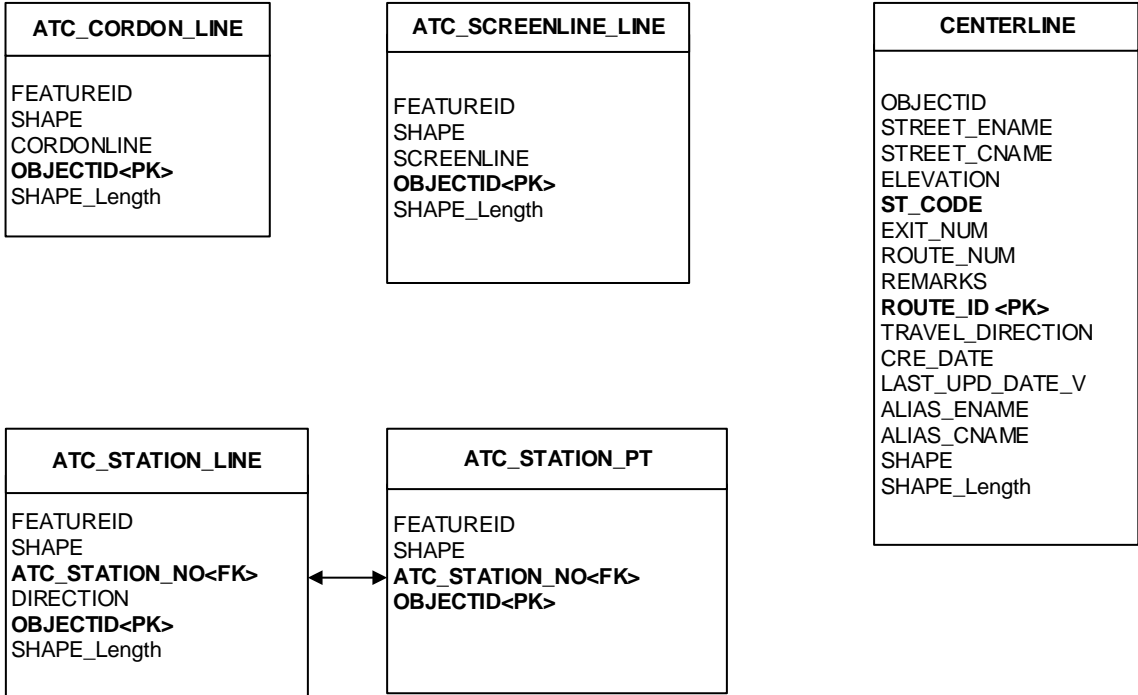 ATC_CORDON_LINE
FEATUREID
SHAPE
CORDONLINE
OBJECTID<PK>
SHAPE_Length
ATC_SCREENLINE_LINE
FEATUREID
SHAPE
SCREENLINE
OBJECTID<PK>
SHAPE_Length
CENTERLINE
OBJECTID
STREET_ENAME
STREET_CNAME
ELEVATION
ST_CODE
EXIT_NUM
ROUTE_NUM
REMARKS
ROUTE_ID <PK>
TRAVEL_DIRECTION
CRE_DATE
LAST_UPD_DATE_V
ALIAS_ENAME
ALIAS_CNAME
SHAPE
SHAPE_Length
ATC_STATION_LINE
FEATUREID
SHAPE
ATC_STATION_NO<FK>
DIRECTION
OBJECTID<PK>
SHAPE_Length
ATC_STATION_PT
FEATUREID
SHAPE
ATC_STATION_NO<FK>
OBJECTID<PK>